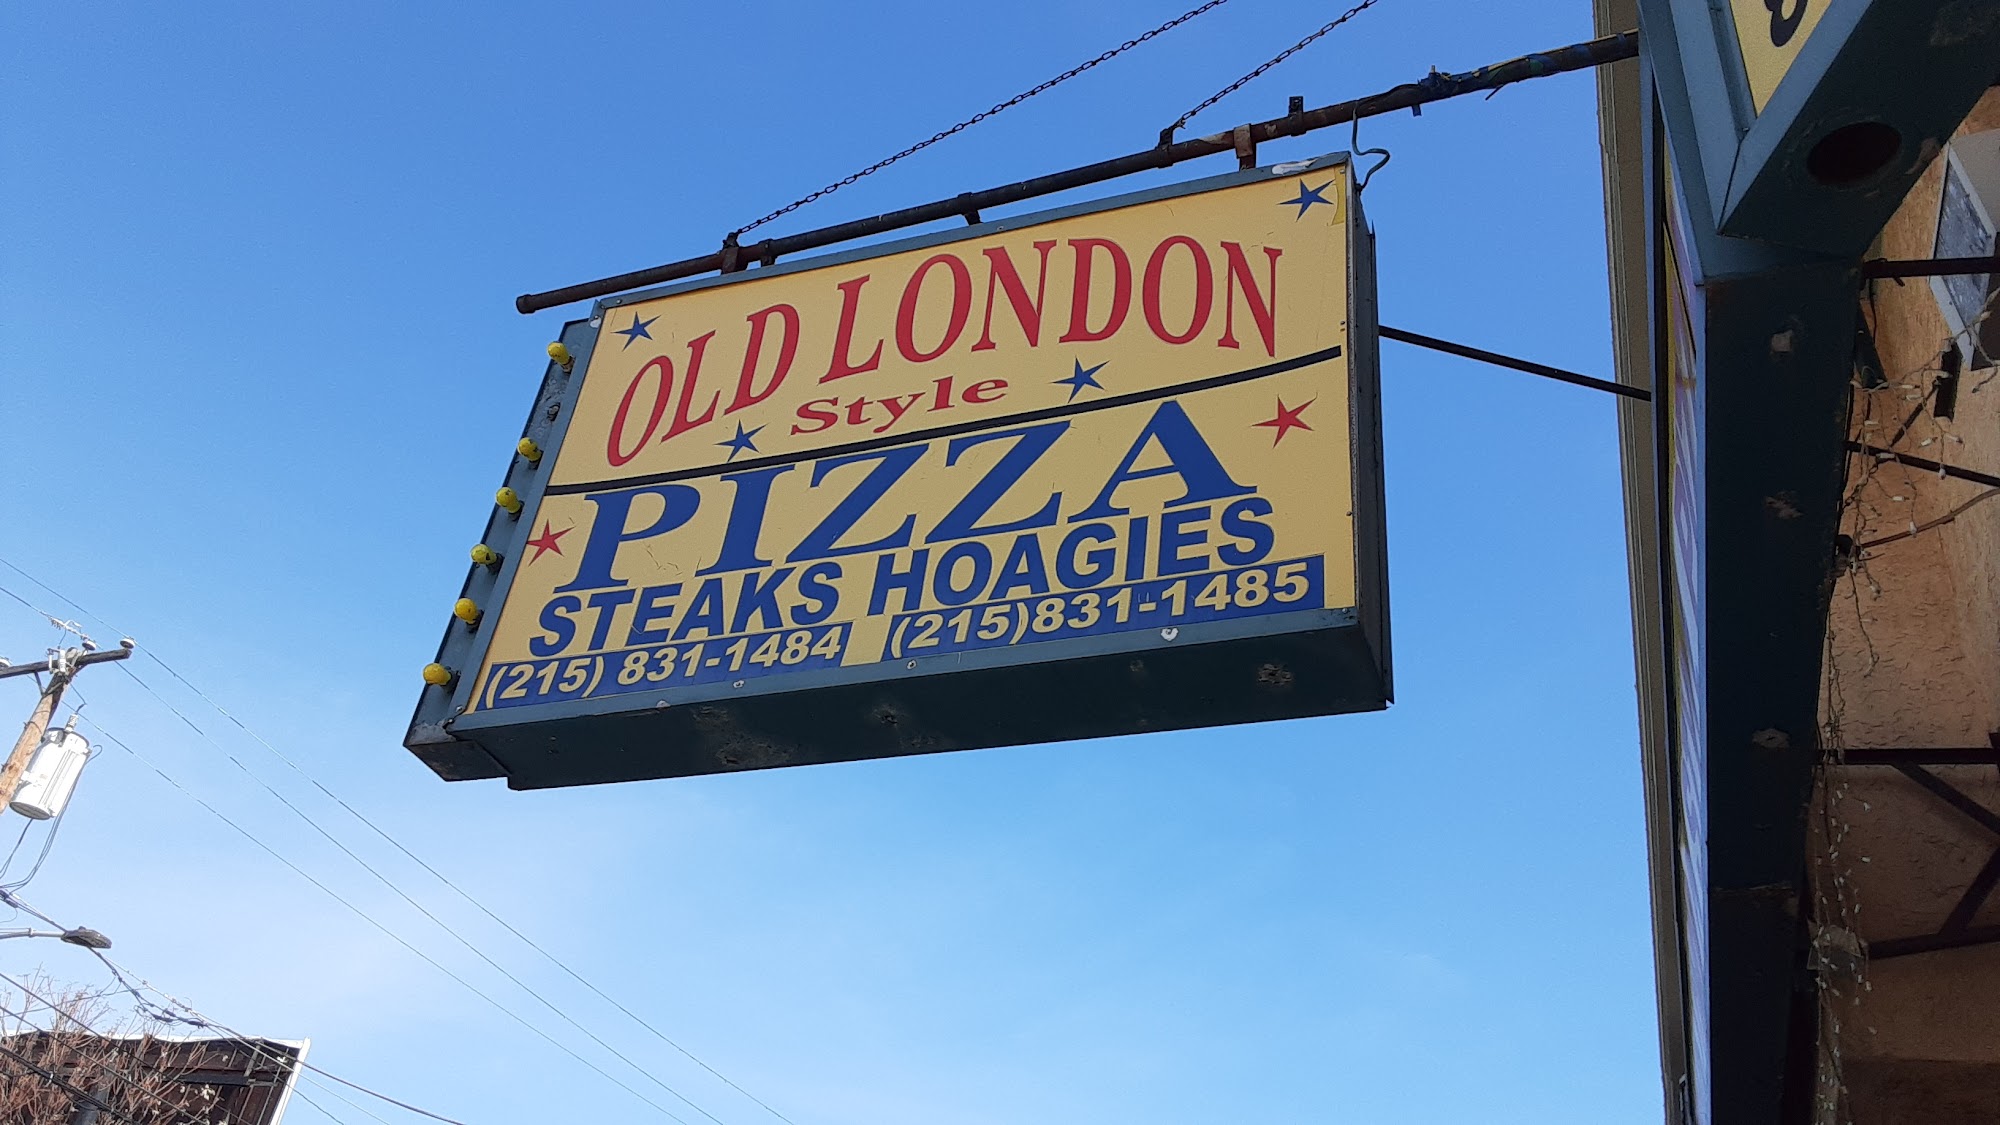 OLD LONDON
Style
PIZZA
STEAKS HOAGIES
(215) 831-1484 (215)831-1485